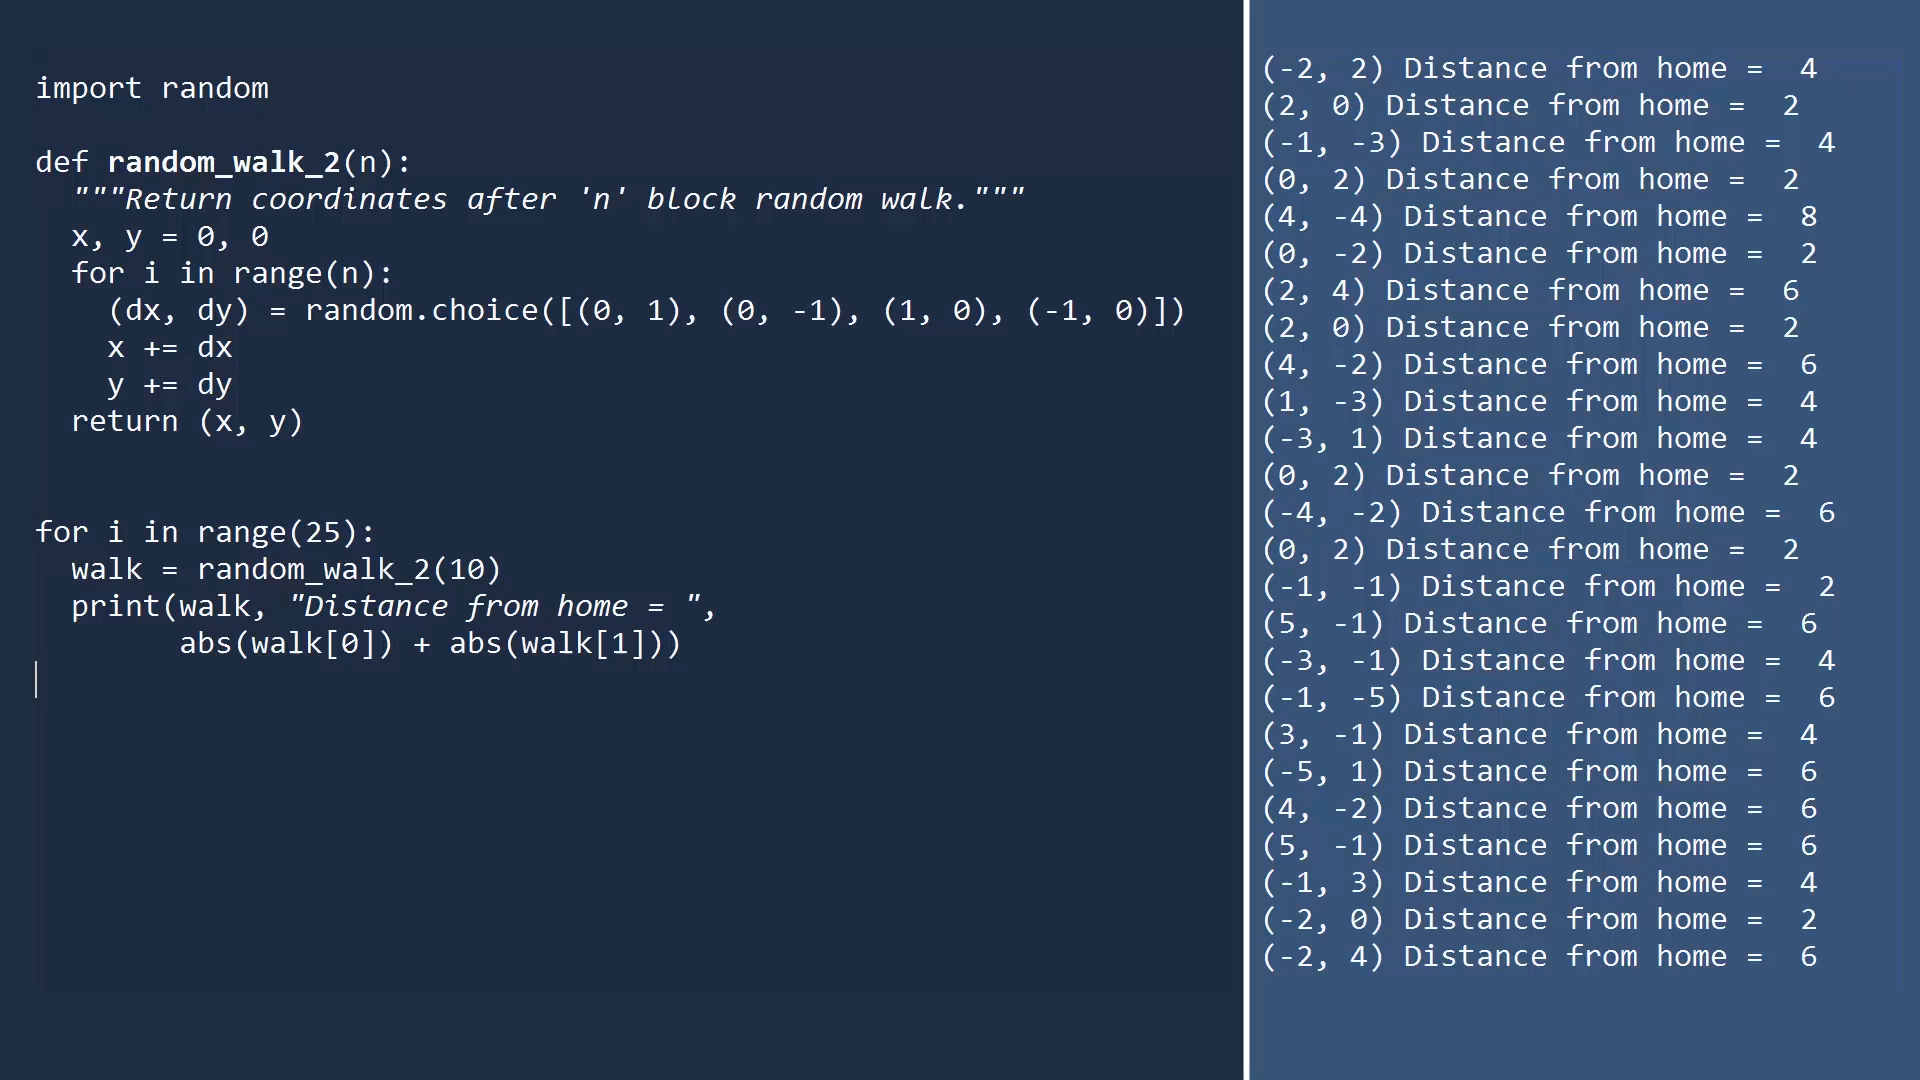 import random
def random_walk_2(n):
"""Return coordinates after 'n' block random walk."""
x, y = 0, 0
for i in range(n):
(dx, dy) = random.choice([(0, 1), (0, -1), (1, 0), (-1, 0)])
x += dx
y += dy
return (x, y)
for i in range(25):
walk = random_walk_2(10)
print(walk, "Distance from home = ",
abs(walk[0]) + abs(walk[1]))
(-2, 2) Distance from home =  4
(2, 0) Distance from home =  2
(-1, -3) Distance from home =  4
(0, 2) Distance from home =  2
(4, -4) Distance from home =  8
(0, -2) Distance from home =  2
(2, 4) Distance from home =  6
(2, 0) Distance from home =  2
(4, -2) Distance from home =  6
(1, -3) Distance from home =  4
(-3, 1) Distance from home =  4
(0, 2) Distance from home =  2
(-4, -2) Distance from home =  6
(0, 2) Distance from home =  2
(-1, -1) Distance from home =  2
(5, -1) Distance from home =  6
(-3, -1) Distance from home =  4
(-1, -5) Distance from home =  6
(3, -1) Distance from home =  4
(-5, 1) Distance from home =  6
(4, -2) Distance from home =  6
(5, -1) Distance from home =  6
(-1, 3) Distance from home =  4
(-2, 0) Distance from home =  2
(-2, 4) Distance from home =  6